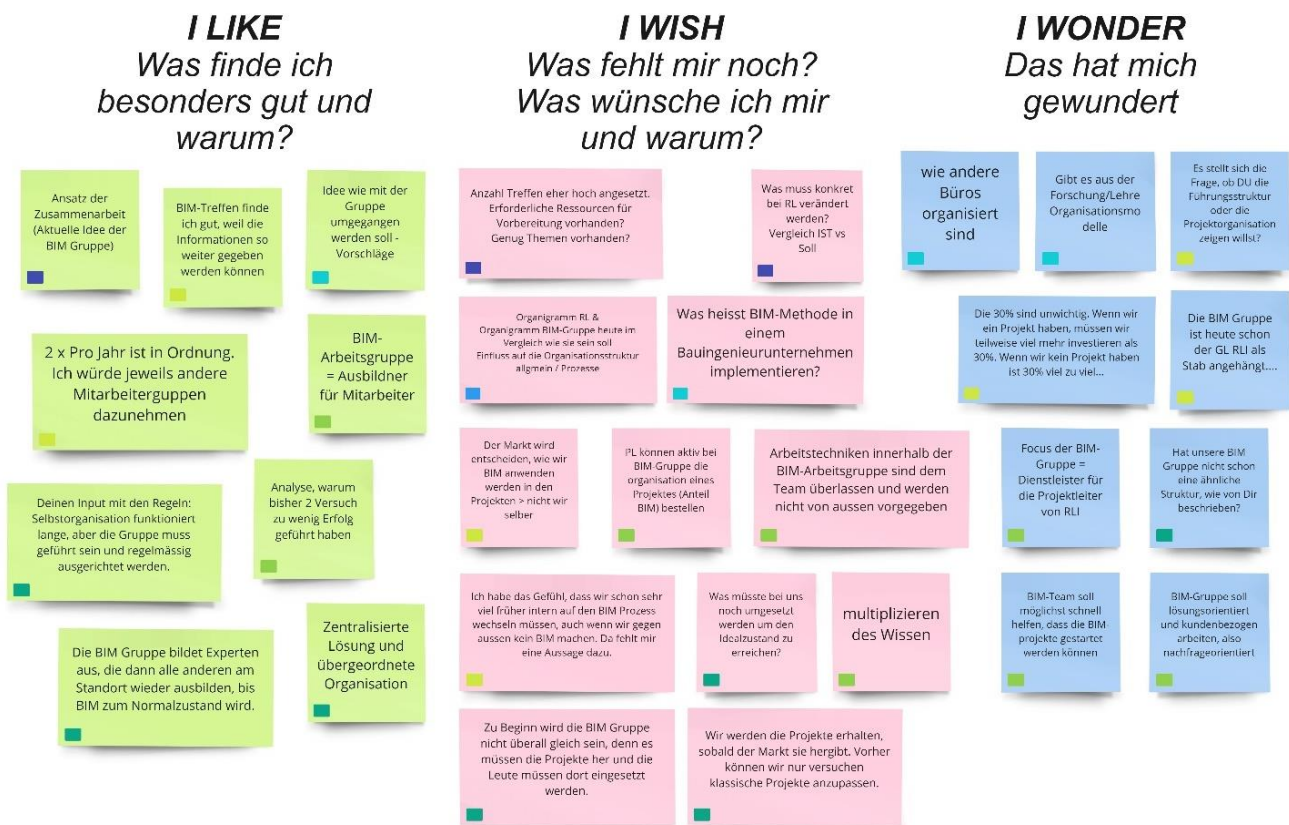 I LIKE
Was finde ich
besonders gut und
warum?
Ansatz der
Zusammenarbeit
(Aktuelle Idee der
BIM Gruppe)
BIM-Treffen finde
ich gut, weil die
Informationen so
weiter gegeben
werden können
Idee wie mit der
Gruppe
umgegangen
werden soll -
Vorschläge
2 x Pro Jahr ist in Ordnung.
Ich würde jeweils andere
Mitarbeiterguppen
dazunehmen
BIM-
Arbeitsgruppe
= Ausbildner
für Mitarbeiter
Deinen Input mit den Regeln:
Selbstorganisation funktioniert
lange, aber die Gruppe muss
geführt sein und regelmässig
ausgerichtet werden.
Analyse, warum
bisher 2 Versuch
zu wenig Erfolg
geführt haben
Die BIM Gruppe bildet Experten
aus, die dann alle anderen am
Standort wieder ausbilden, bis
BIM zum Normalzustand wird.
Zentralisierte
Lösung und
übergeordnete
Organisation
I WISH
Was fehlt mir noch?
Was wünsche ich mir
und warum?
Anzahl Treffen eher hoch angesetzt.
Erforderliche Ressourcen für
Vorbereitung vorhanden?
Genug Themen vorhanden?
Was muss konkret
bei RL verändert
werden?
Vergleich IST vs
Soll
Organigramm RL &
Organigramm BIM-Gruppe heute im
Vergleich wie sie sein soll
Einfluss auf die Organisationsstruktur
allgmein / Prozesse
Was heisst BIM-Methode in
einem
Bauingenieurunternehmen
implementieren?
Der Markt wird
entscheiden, wie wir
BIM anwenden
werden in den
Projekten > nicht wir
selber
PL können aktiv bei
BIM-Gruppe die
organisation eines
Projektes (Anteil
BIM) bestellen
Arbeitstechniken innerhalb der
BIM-Arbeitsgruppe sind dem
Team überlassen und werden
nicht von aussen vorgegeben
Ich habe das Gefühl, dass wir schon sehr
viel früher intern auf den BIM Prozess
wechseln müssen, auch wenn wir gegen
aussen kein BIM machen. Da fehlt mir
eine Aussage dazu.
Was müsste bei uns
noch umgesetzt
werden um den
Idealzustand zu
erreichen?
multiplizieren
des Wissen
Zu Beginn wird die BIM Gruppe
nicht überall gleich sein, denn es
müssen die Projekte her und die
Leute müssen dort eingesetzt
werden.
Wir werden die Projekte erhalten,
sobald der Markt sie hergibt. Vorher
können wir nur versuchen
klassische Projekte anzupassen.
I WONDER
Das hat mich
gewundert
wie andere
Büros
organisiert
sind
Gibt es aus der
Forschung/Lehre
Organisationsmo
delle
Es stellt sich die
Frage, ob DU die
Führungsstruktur
oder die
Projektorganisation
zeigen willst?
Die 30% sind unwichtig. Wenn wir
ein Projekt haben, müssen wir
teilweise viel mehr investieren als
30%. Wenn wir kein Projekt haben
ist 30% viel zu viel...
Die BIM Gruppe
ist heute schon
der GL RLI als
Stab angehängt....
Focus der BIM-
Gruppe =
Dienstleister für
die Projektleiter
von RLI
Hat unsere BIM
Gruppe nicht schon
eine ähnliche
Struktur, wie von Dir
beschrieben?
BIM-Team soll
möglichst schnell
helfen, dass die BIM-
projekte gestartet
werden können
BIM-Gruppe soll
lösungsorientiert
und kundenbezogen
arbeiten, also
nachfrageorientiert